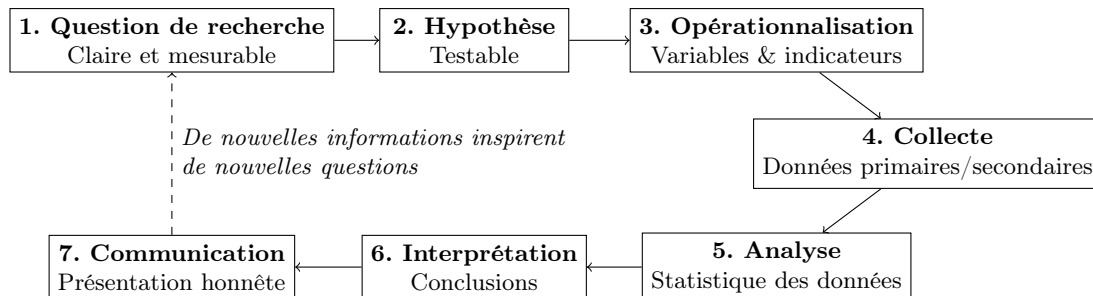 1. Question de recherche
Claire et mesurable
2. Hypothèse
Testable
3. Opérationnalisation
Variables & indicateurs
4. Collecte
Données primaires/secondaires
5. Analyse
Statistique des données
6. Interprétation
Conclusions
7. Communication
Présentation honnête
De nouvelles informations inspirent
de nouvelles questions